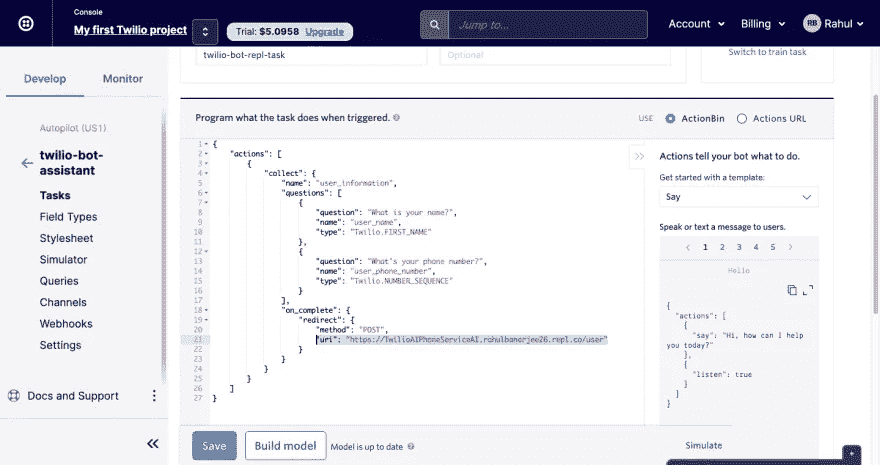 Console
My first Twilio project
Trial: $5.0958 Upgrade
Jump to...
Account
Billing
RB
Rahul
twilio-bot-repl-task
Optional
Switch to train task
Develop
Monitor
Autopilot (US1)
twilio-bot-assistant
Tasks
Field Types
Stylesheet
Simulator
Queries
Channels
Webhooks
Settings
Docs and Support
Program what the task does when triggered.
USE
ActionBin
Actions URL
1 {
2 "actions": [
3 {
4 "collect": {
5 "name": "user_information",
6 "questions": [
7 {
8 "question": "What is your name?",
9 "name": "user_name",
10 "type": "Twilio.FIRST_NAME"
11 },
12 {
13 "question": "What's your phone number?",
14 "name": "user_phone_number",
15 "type": "Twilio.NUMBER_SEQUENCE"
16 }
17 ],
18 "on_complete": {
19 "redirect": {
20 "method": "POST",
21 "uri": "https://TwilioAIPhoneServiceAI.rahulbanerjee26.repl.co/user"
22 }
23 }
24 }
25 }
26 ]
27 }
Actions tell your bot what to do.
Get started with a template:
Say
Speak or text a message to users.
1 2 3 4 5
Hello
{
"actions": [
{
"say": "Hi, how can I help
you today?"
},
{
"listen": true
}
]
}
Save
Build model
Model is up to date
Simulate